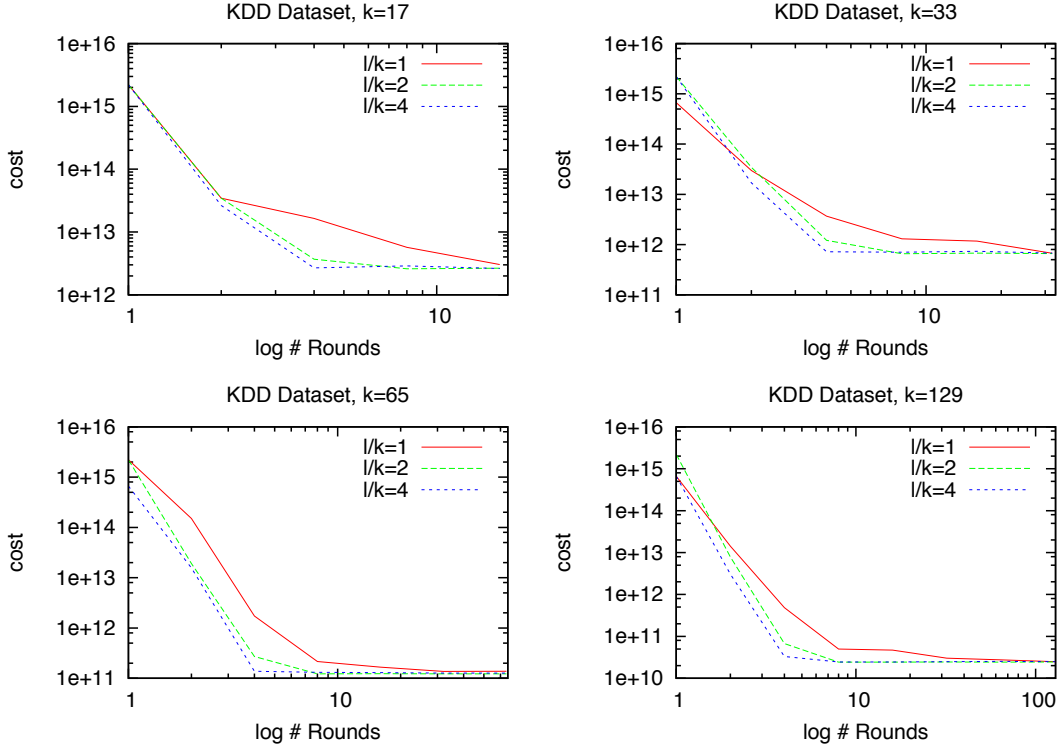 KDD Dataset, k=17
1e+16
1e+15
1e+14
1e+13
1e+12
cost
l/k=1
l/k=2
l/k=4
1
10
log # Rounds
KDD Dataset, k=33
1e+16
1e+15
1e+14
1e+13
1e+12
1e+11
cost
l/k=1
l/k=2
l/k=4
1
10
log # Rounds
KDD Dataset, k=65
1e+16
1e+15
1e+14
1e+13
1e+12
1e+11
cost
l/k=1
l/k=2
l/k=4
1
10
log # Rounds
KDD Dataset, k=129
1e+16
1e+15
1e+14
1e+13
1e+12
1e+11
1e+10
cost
l/k=1
l/k=2
l/k=4
1
10
100
log # Rounds